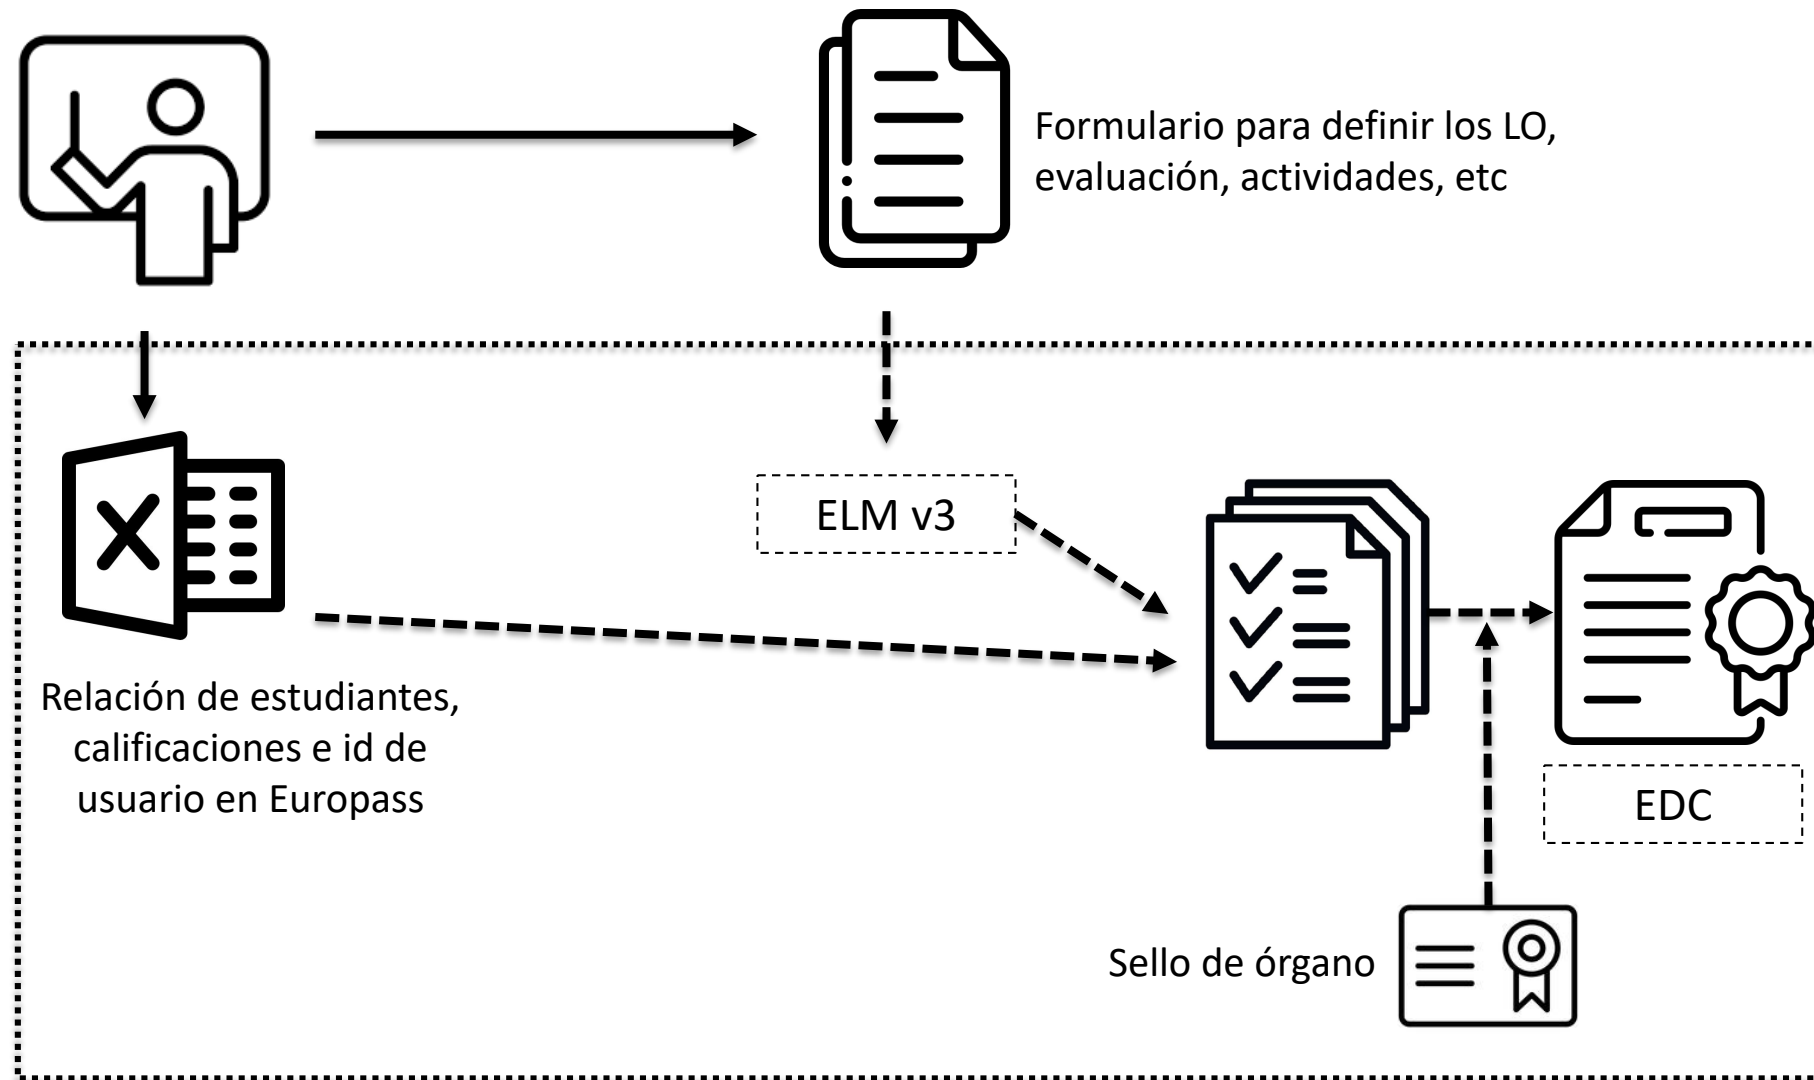 Formulario para definir los LO,
evaluación, actividades, etc
ELM v3
Relación de estudiantes,
calificaciones e id de
usuario en Europass
EDC
Sello de órgano